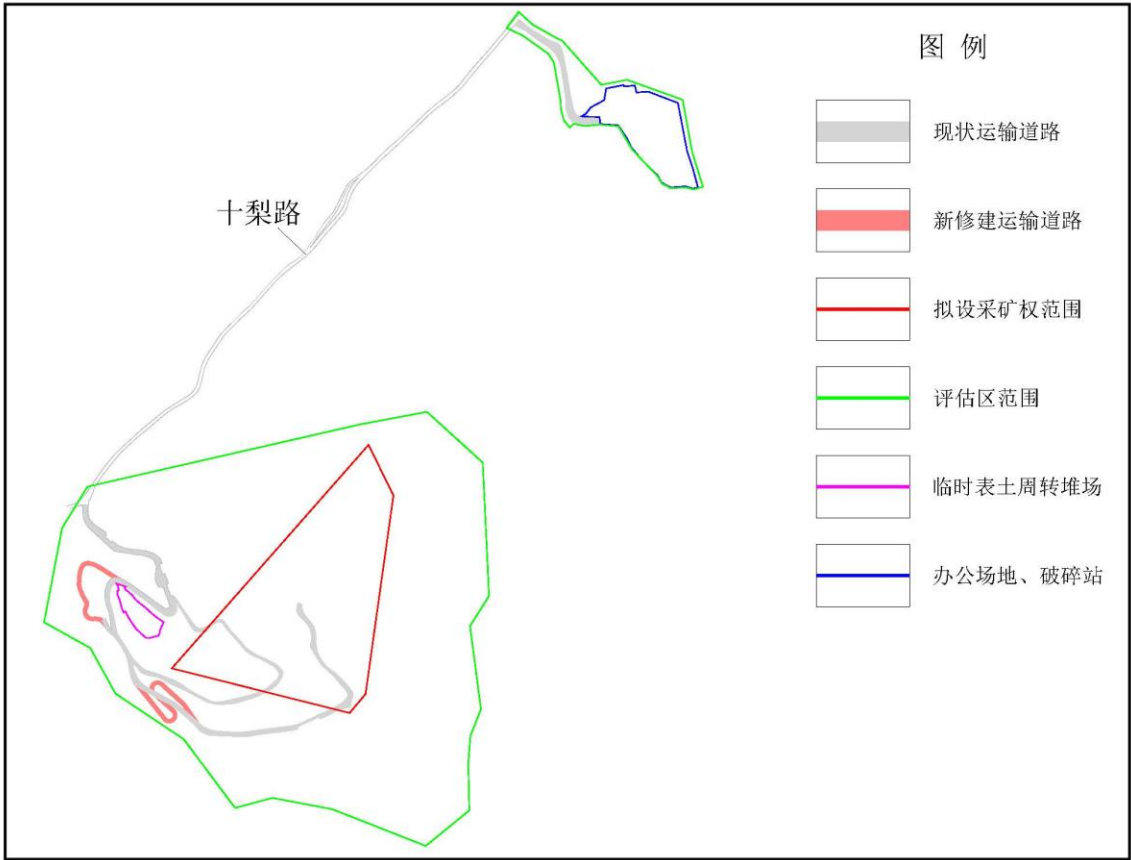 图 例
现状运输道路
十梨路
新修建运输道路
拟设采矿权范围
评估区范围
临时表土周转堆场
办公场地、破碎站